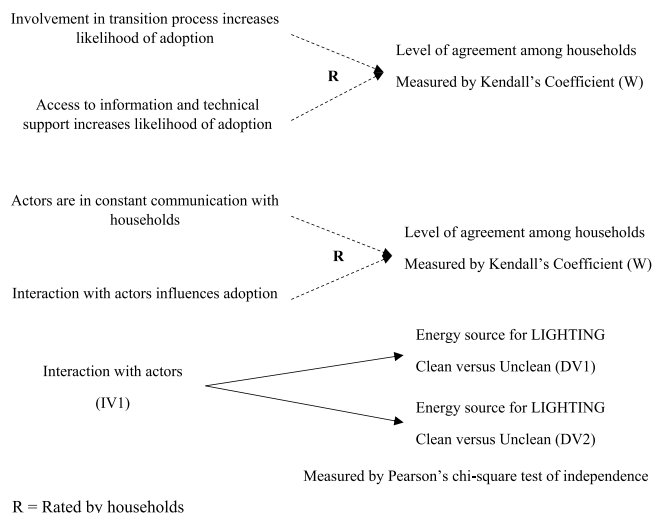 Involvement in transition process increases
likelihood of adoption
Level of agreement among households
R
Measured by Kendall's Coefficient (W)
Access to information and technical
support increases likelihood of adoption
Actors are in constant communication with
households
Level of agreement among households
R
Measured by Kendall's Coefficient (W)
Interaction with actors influences adoption
Energy source for LIGHTING
Clean versus Unclean (DV1)
Interaction with actors
(IV1)
Energy source for LIGHTING
Clean versus Unclean (DV2)
Measured by Pearson's chi-square test of independence
R = Rated by households